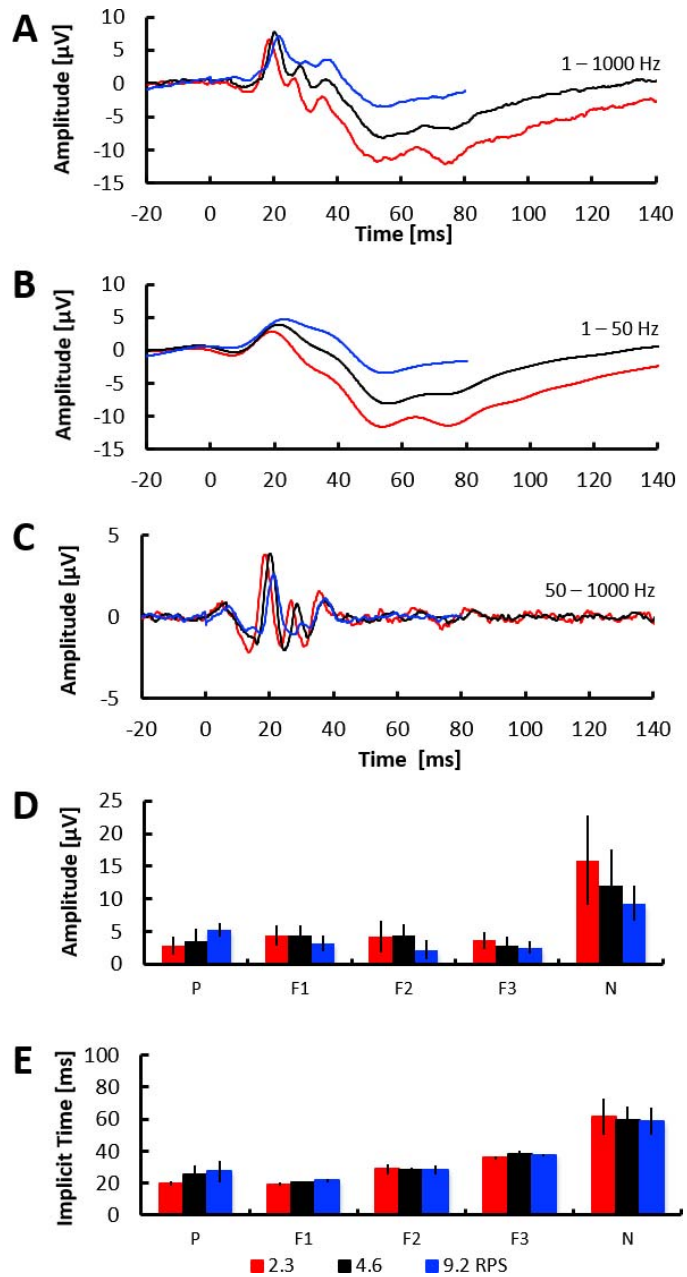 A
Amplitude [µV]
10
5
0
-5
-10
-15
1 – 1000 Hz
-20 0 20 40 60 80 100 120 140
Time [ms]
B
Amplitude [µV]
10
5
0
-5
-10
-15
1 – 50 Hz
-20 0 20 40 60 80 100 120 140
C
Amplitude [µV]
5
0
-5
50 – 1000 Hz
-20 0 20 40 60 80 100 120 140
Time [ms]
D
Amplitude [µV]
25
20
15
10
5
0
P F1 F2 F3 N
E
Implicit Time [ms]
100
80
60
40
20
0
P F1 F2 F3 N
2.3 4.6 9.2 RPS